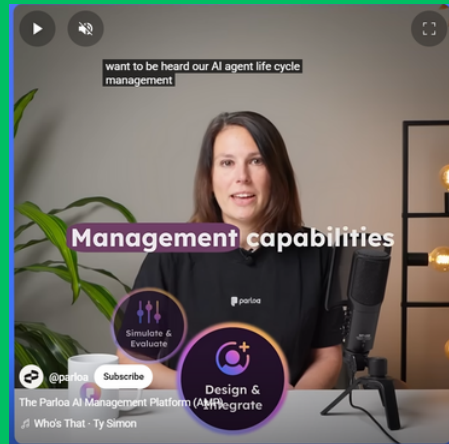 want to be heard our AI agent life cycle
management
Management capabilities
parloa
Simulate &
Evaluate
Design &
Integrate
@parloa
Subscribe
The Parloa AI Management Platform (AMP)
Who's That · Ty Simon